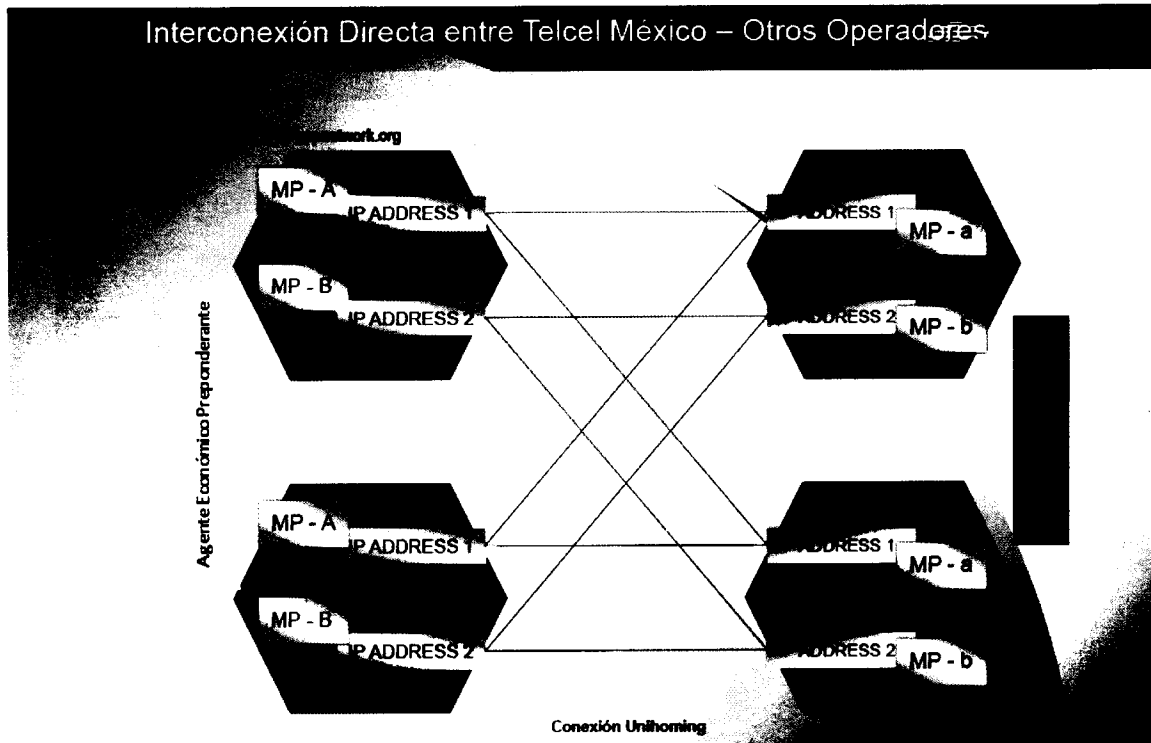 Interconexión Directa entre Telcel México – Otros Operadores
MP - A
IP ADDRESS 1
MP - B
IP ADDRESS 2
ADDRESS 1
MP - a
ADDRESS 2
MP - b
Agente Económico Preponderante
MP - A
IP ADDRESS 1
MP - B
IP ADDRESS 2
ADDRESS 1
MP - a
ADDRESS 2
MP - b
Conexión Unihoming